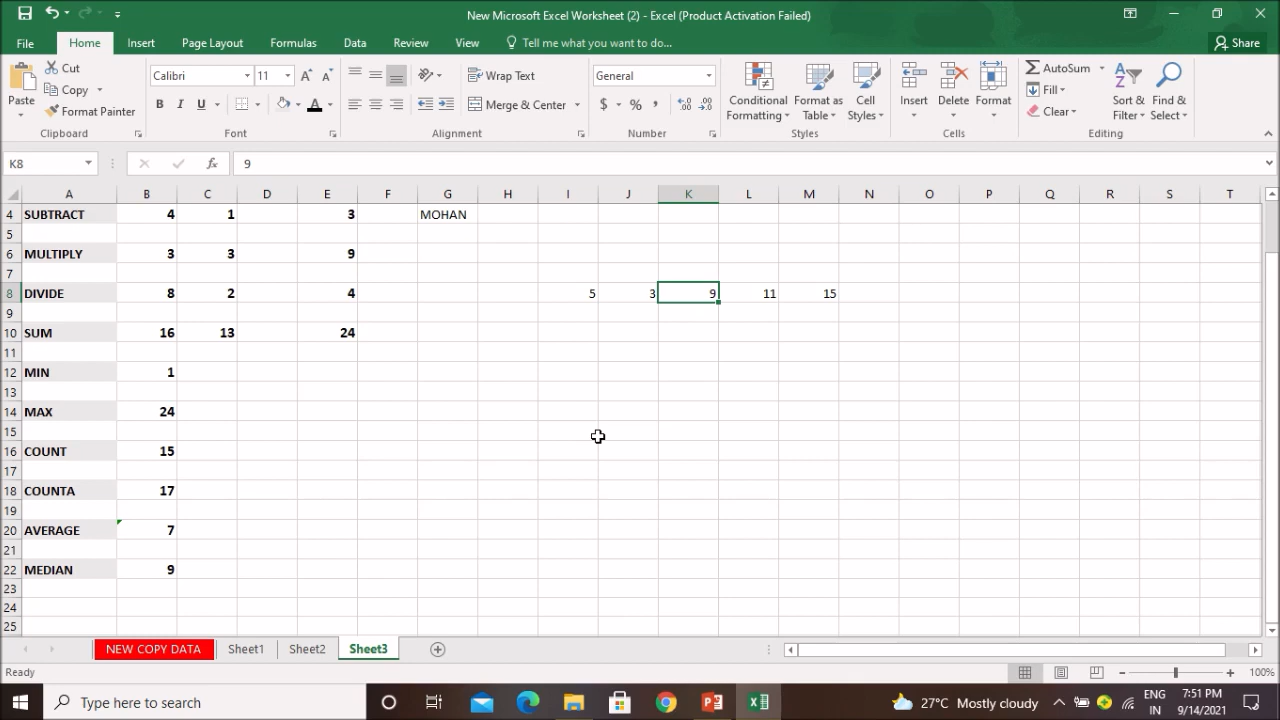 New Microsoft Excel Worksheet (2) - Excel (Product Activation Failed)
File Home Insert Page Layout Formulas Data Review View Tell me what you want to do... Share
Paste Cut Copy Format Painter Clipboard
Calibri 11 B I U A Font
Wrap Text Merge & Center Alignment
General $ % , Number
Conditional Formatting Format as Table Cell Styles Styles
Insert Delete Format Cells
AutoSum Fill Clear Sort & Filter Find & Select Editing
K8 fx 9
A B C D E F G H I J K L M N O P Q R S T
4 SUBTRACT 4 1 3 MOHAN
5
6 MULTIPLY 3 3 9
7
8 DIVIDE 8 2 4 5 3 9 11 15
9
10 SUM 16 13 24
11
12 MIN 1
13
14 MAX 24
15
16 COUNT 15
17
18 COUNTA 17
19
20 AVERAGE 7
21
22 MEDIAN 9
23
24
25
NEW COPY DATA Sheet1 Sheet2 Sheet3
Ready 100%
Type here to search 27°C Mostly cloudy ENG IN 7:51 PM 9/14/2021